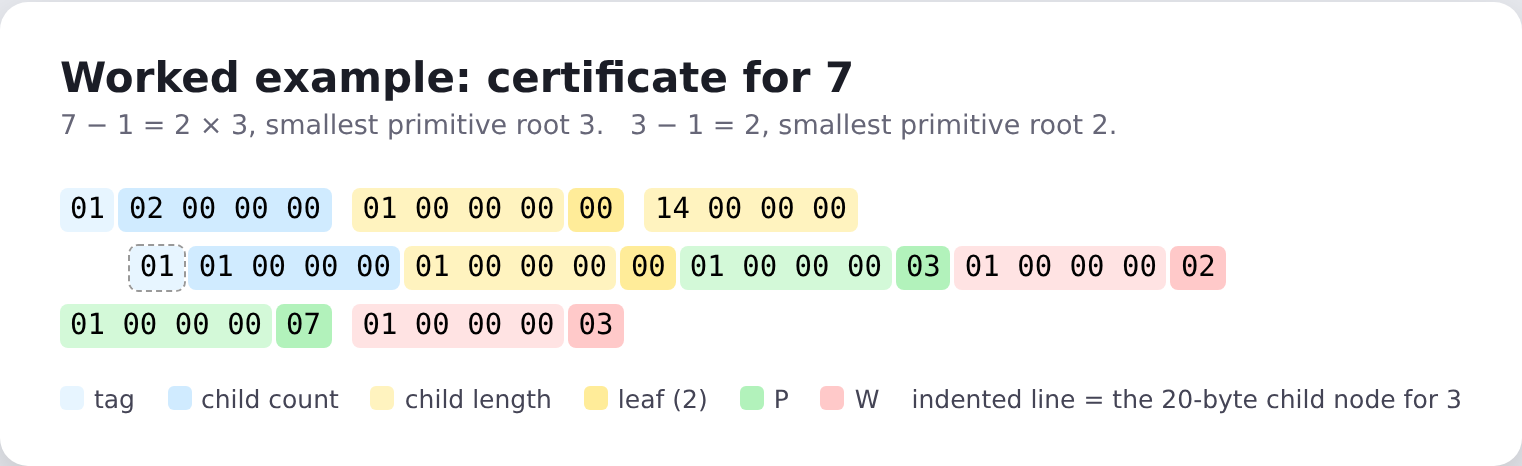 Worked example: certificate for 7
7 − 1 = 2 × 3, smallest primitive root 3. 3 − 1 = 2, smallest primitive root 2.
01 02 00 00 00 01 00 00 00 00 14 00 00 00
01 01 00 00 00 01 00 00 00 00 01 00 00 00 03 01 00 00 00 02
01 00 00 00 07 01 00 00 00 03
tag child count child length leaf (2) P W indented line = the 20-byte child node for 3